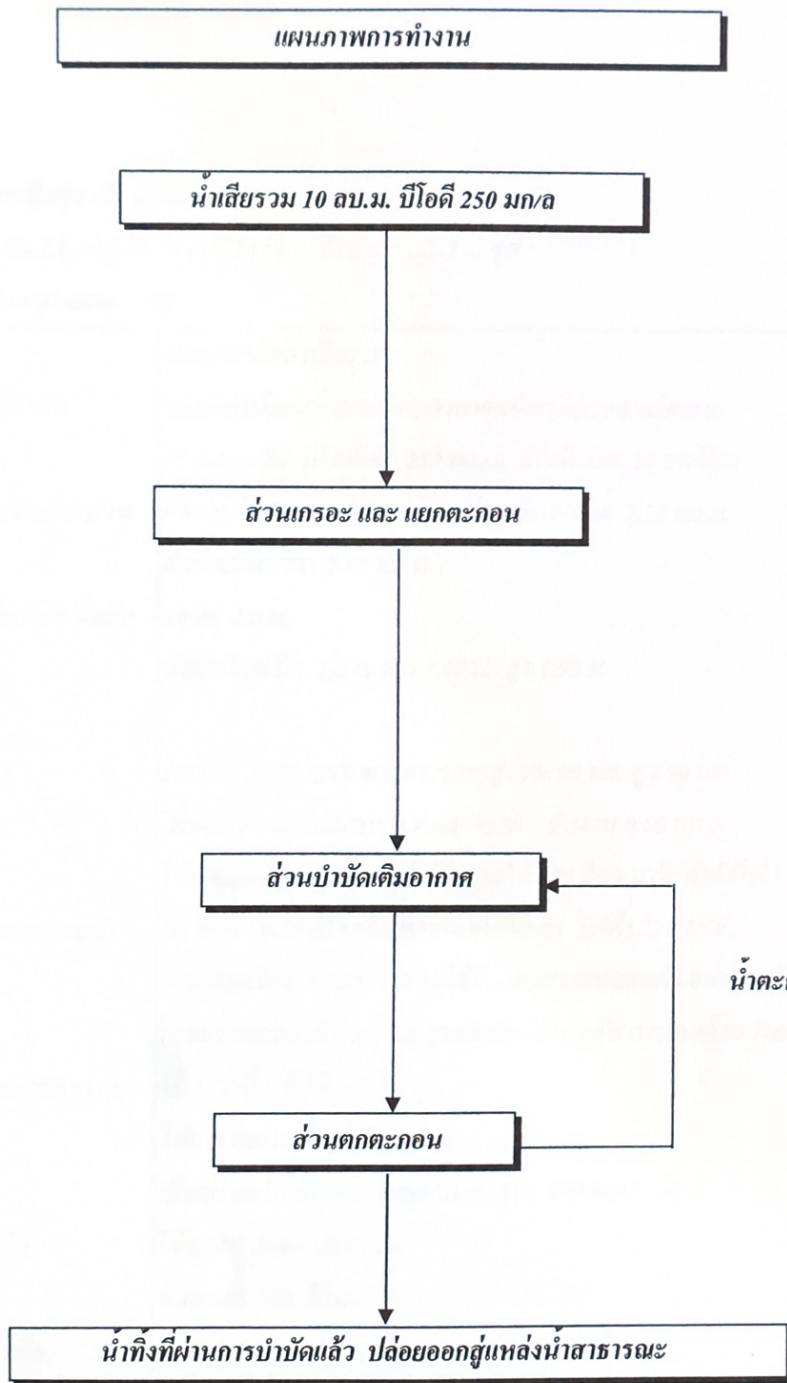 แผนภาพการทำงาน
น้ำเสียรวม 10 ลบ.ม. บีโอดี 250 มก/ล
ส่วนเกรอะ และ แยกตะกอน
ส่วนบำบัดเติมอากาศ
ส่วนตกตะกอน
น้ำทิ้งที่ผ่านการบำบัดแล้ว ปล่อยออกสู่แหล่งน้ำสาธารณะ